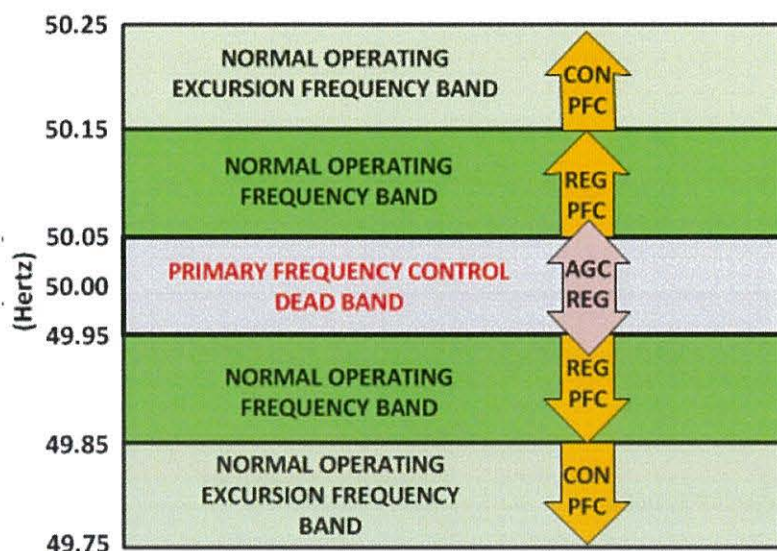 50.25
NORMAL OPERATING
EXCURSION FREQUENCY BAND
CON
PFC
50.15
NORMAL OPERATING
FREQUENCY BAND
REG
PFC
50.05
PRIMARY FREQUENCY CONTROL
DEAD BAND
AGC
REG
50.00
(Hertz)
49.95
NORMAL OPERATING
FREQUENCY BAND
REG
PFC
49.85
NORMAL OPERATING
EXCURSION FREQUENCY
BAND
CON
PFC
49.75